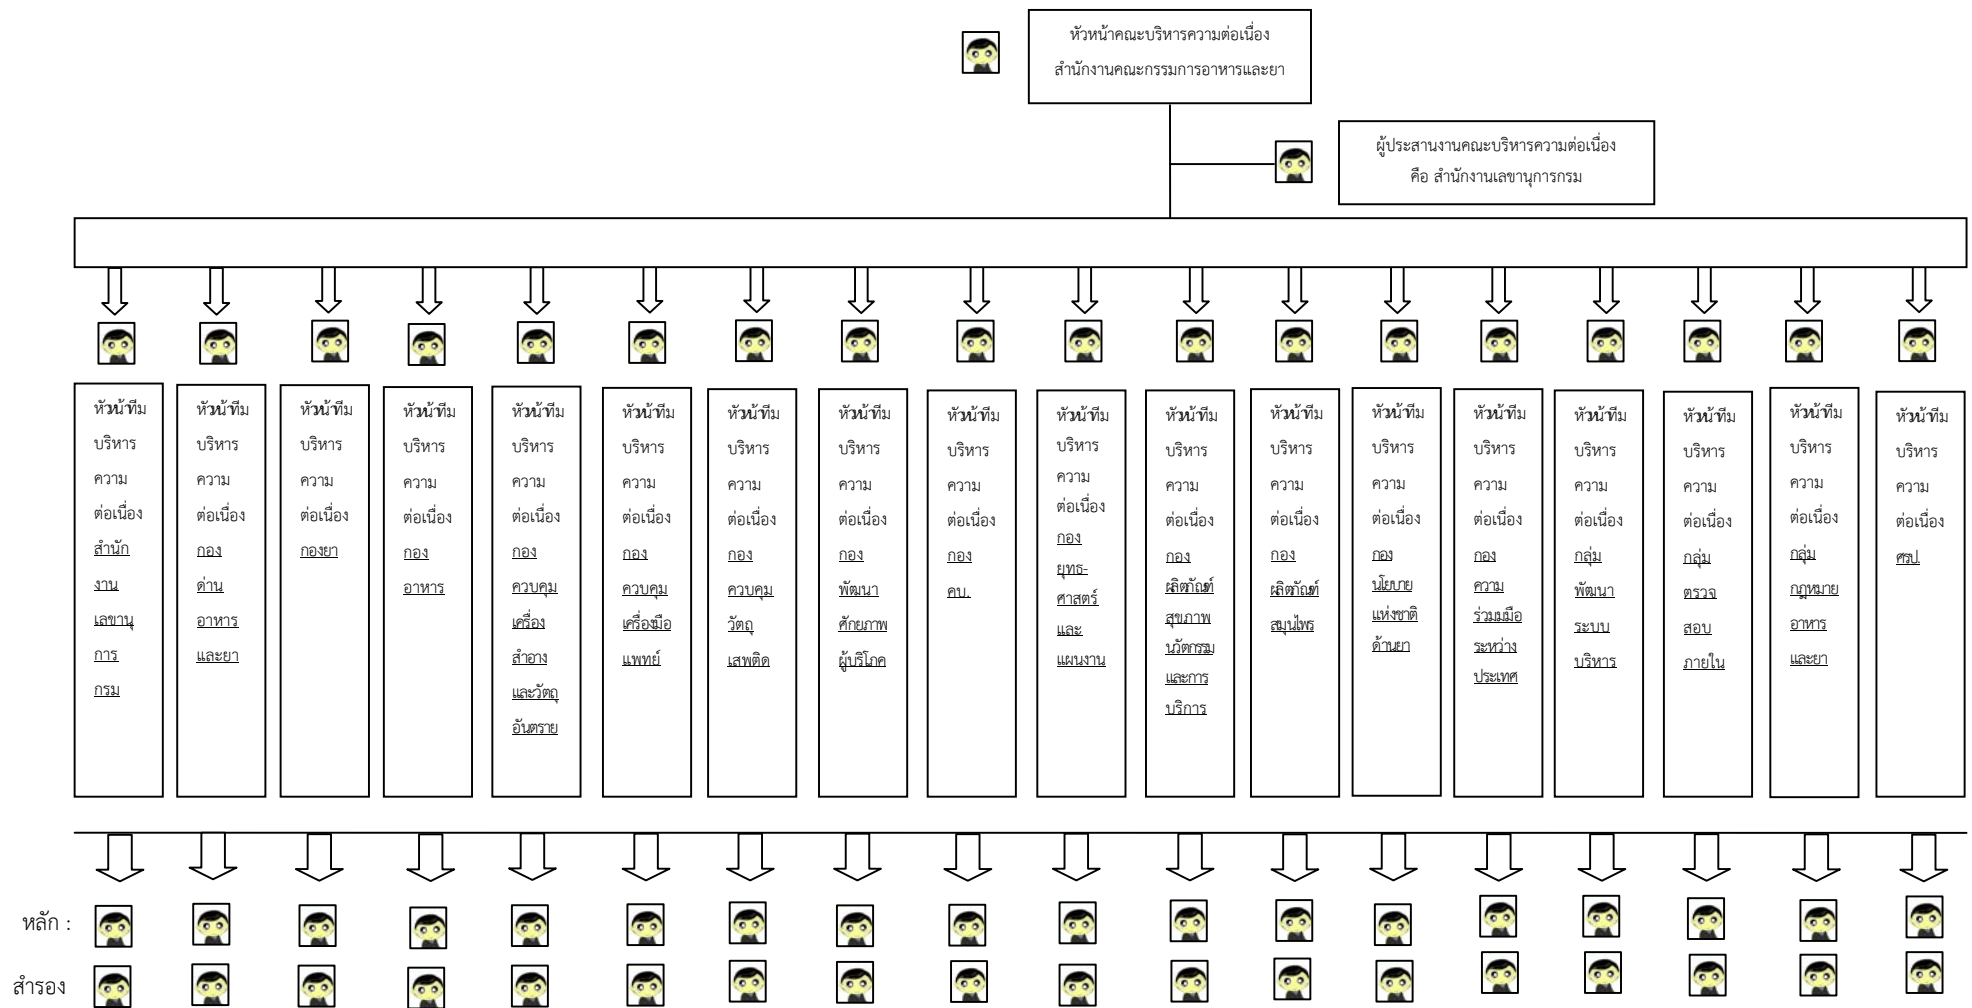 หัวหน้าคณะบริหารความต่อเนื่อง
สำนักงานคณะกรรมการอาหารและยา
ผู้ประสานงานคณะบริหารความต่อเนื่อง
คือ สำนักงานเลขานุการกรม
หัวหน้าทีม
บริหาร
ความ
ต่อเนื่อง
สำนัก
งาน
เลขานุ
การ
กรม
หัวหน้าทีม
บริหาร
ความ
ต่อเนื่อง
กอง
ด่าน
อาหาร
และยา
หัวหน้าทีม
บริหาร
ความ
ต่อเนื่อง
กองยา
หัวหน้าทีม
บริหาร
ความ
ต่อเนื่อง
กอง
อาหาร
หัวหน้าทีม
บริหาร
ความ
ต่อเนื่อง
กอง
ควบคุม
เครื่อง
สำอาง
และวัตถุ
อันตราย
หัวหน้าทีม
บริหาร
ความ
ต่อเนื่อง
กอง
ควบคุม
เครื่องมือ
แพทย์
หัวหน้าทีม
บริหาร
ความ
ต่อเนื่อง
กอง
ควบคุม
วัตถุ
เสพติด
หัวหน้าทีม
บริหาร
ความ
ต่อเนื่อง
กอง
พัฒนา
ศักยภาพ
ผู้บริโภค
หัวหน้าทีม
บริหาร
ความ
ต่อเนื่อง
กอง
คบ.
หัวหน้าทีม
บริหาร
ความ
ต่อเนื่อง
กอง
ยุทธ-
ศาสตร์
และ
แผนงาน
หัวหน้าทีม
บริหาร
ความ
ต่อเนื่อง
กอง
ผลิตภัณฑ์
สุขภาพ
นวัตกรรม
และการ
บริการ
หัวหน้าทีม
บริหาร
ความ
ต่อเนื่อง
กอง
ผลิตภัณฑ์
สมุนไพร
หัวหน้าทีม
บริหาร
ความ
ต่อเนื่อง
กอง
นโยบาย
แห่งชาติ
ด้านยา
หัวหน้าทีม
บริหาร
ความ
ต่อเนื่อง
กอง
ความ
ร่วมมมือ
ระหว่าง
ประเทศ
หัวหน้าทีม
บริหาร
ความ
ต่อเนื่อง
กลุ่ม
พัฒนา
ระบบ
บริหาร
หัวหน้าทีม
บริหาร
ความ
ต่อเนื่อง
กลุ่ม
ตรวจ
สอบ
ภายใน
หัวหน้าทีม
บริหาร
ความ
ต่อเนื่อง
กลุ่ม
กฎหมาย
อาหาร
และยา
หัวหน้าทีม
บริหาร
ความ
ต่อเนื่อง
ศรป.
หลัก :
สำรอง